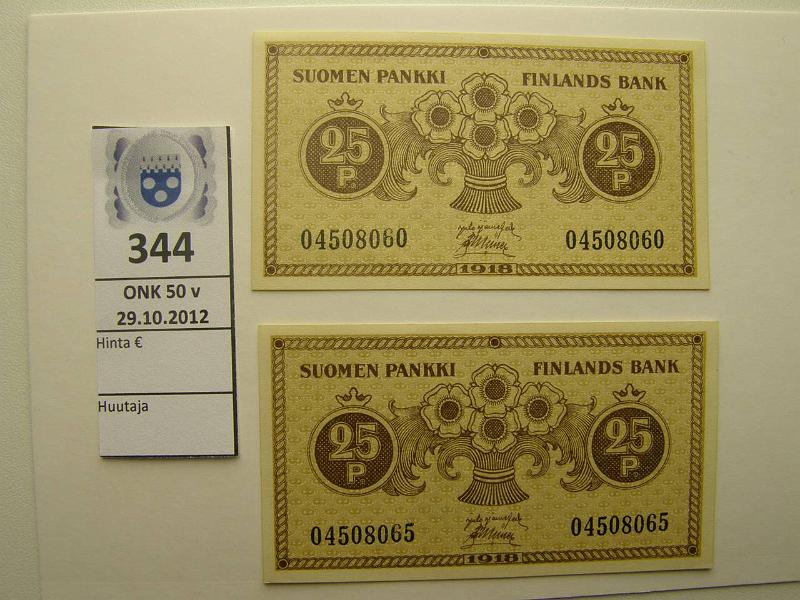 344
ONK 50 v
29.10.2012
Hinta €
Huutaja
SUOMEN PANKKI FINLANDS BANK
25 P. 25 P.
04508060 04508060
1918
SUOMEN PANKKI FINLANDS BANK
25 P. 25 P.
04508065 04508065
1918